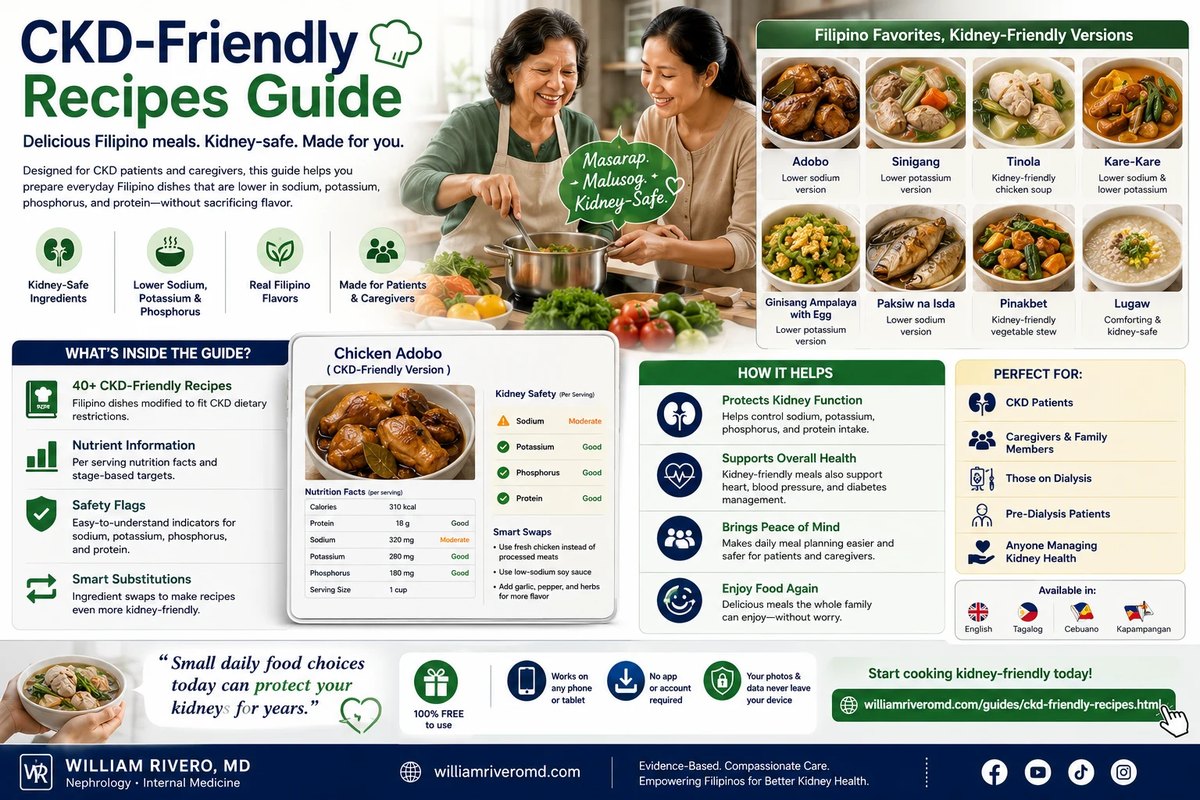 CKD-Friendly
Recipes Guide
Delicious Filipino meals. Kidney-safe. Made for you.
Designed for CKD patients and caregivers, this guide helps you
prepare everyday Filipino dishes that are lower in sodium, potassium,
phosphorus, and protein—without sacrificing flavor.
Kidney-Safe
Ingredients
Lower Sodium,
Potassium &
Phosphorus
Real Filipino
Flavors
Made for Patients
& Caregivers
Masarap.
Malusog.
Kidney-Safe.
Filipino Favorites, Kidney-Friendly Versions
Adobo
Lower sodium
version
Sinigang
Lower potassium
version
Tinola
Kidney-friendly
chicken soup
Kare-Kare
Lower sodium &
lower potassium
Ginisang Ampalaya
with Egg
Lower potassium
version
Paksiw na Isda
Lower sodium
version
Pinakbet
Kidney-friendly
vegetable stew
Lugaw
Comforting &
kidney-safe
WHAT'S INSIDE THE GUIDE?
40+ CKD-Friendly Recipes
Filipino dishes modified to fit CKD dietary
restrictions.
Nutrient Information
Per serving nutrition facts and
stage-based targets.
Safety Flags
Easy-to-understand indicators for
sodium, potassium, phosphorus,
and protein.
Smart Substitutions
Ingredient swaps to make recipes
even more kidney-friendly.
Chicken Adobo
( CKD-Friendly Version )
Nutrition Facts (per serving)
Calories 310 kcal
Protein 18 g Good
Sodium 320 mg Moderate
Potassium 280 mg Good
Phosphorus 180 mg Good
Serving Size 1 cup
Kidney Safety (Per Serving)
Sodium Moderate
Potassium Good
Phosphorus Good
Protein Good
Smart Swaps
• Use fresh chicken instead of
processed meats
• Use low-sodium soy sauce
• Add garlic, pepper, and herbs
for more flavor
HOW IT HELPS
Protects Kidney Function
Helps control sodium, potassium,
phosphorus, and protein intake.
Supports Overall Health
Kidney-friendly meals also support
heart, blood pressure, and diabetes
management.
Brings Peace of Mind
Makes daily meal planning easier and
safer for patients and caregivers.
Enjoy Food Again
Delicious meals the whole family
can enjoy—without worry.
PERFECT FOR:
CKD Patients
Caregivers & Family
Members
Those on Dialysis
Pre-Dialysis Patients
Anyone Managing
Kidney Health
Available in:
English
Tagalog
Cebuano
Kapampangan
“Small daily food choices
today can protect your
kidneys for years.”
100% FREE
to use
Works on
any phone
or tablet
No app
or account
required
Your photos &
data never leave
your device
Start cooking kidney-friendly today!
williamriveromd.com/guides/ckd-friendly-recipes.html
VR
WILLIAM RIVERO, MD
Nephrology • Internal Medicine
williamriveromd.com
Evidence-Based. Compassionate Care.
Empowering Filipinos for Better Kidney Health.